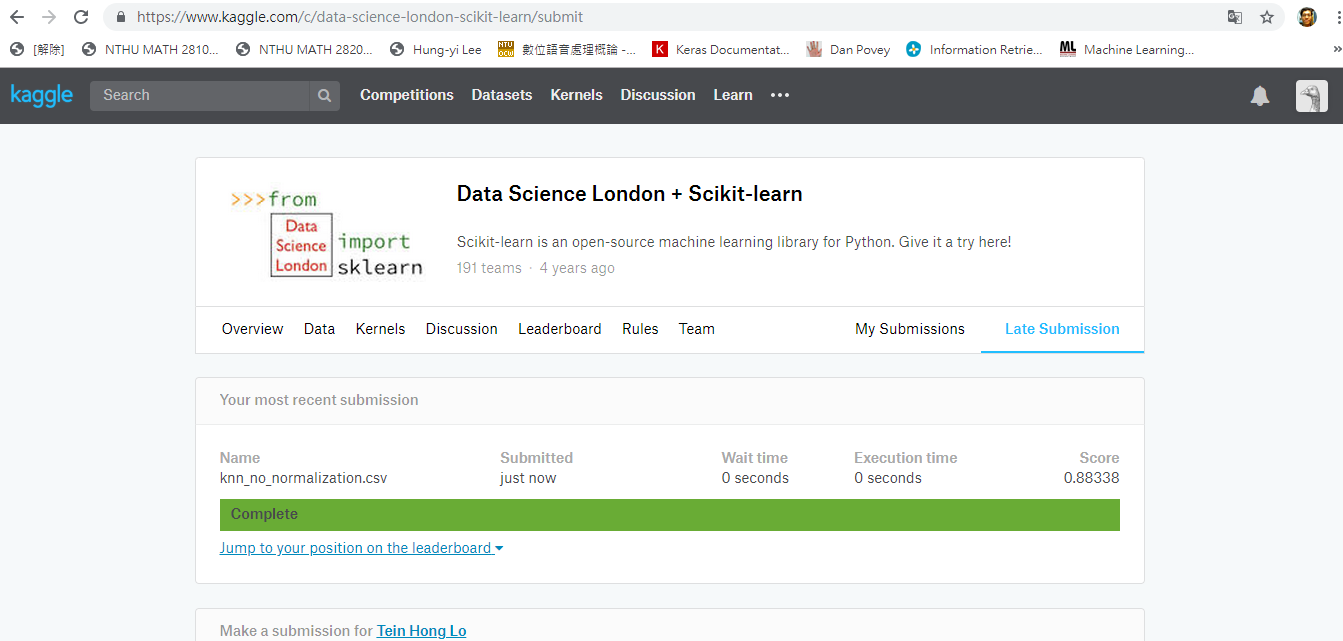 https://www.kaggle.com/c/data-science-london-scikit-learn/submit
[解除] NTHU MATH 2810... NTHU MATH 2820... Hung-yi Lee NTU OCW 數位語音處理概論 -... K Keras Documentat... Dan Povey Information Retrie... ML Machine Learning... »
kaggle Search Competitions Datasets Kernels Discussion Learn •••
>>>from
Data Science London
import
sklearn
Data Science London + Scikit-learn
Scikit-learn is an open-source machine learning library for Python. Give it a try here!
191 teams · 4 years ago
Overview Data Kernels Discussion Leaderboard Rules Team My Submissions Late Submission
Your most recent submission
Name Submitted Wait time Execution time Score
knn_no_normalization.csv just now 0 seconds 0 seconds 0.88338
Complete
Jump to your position on the leaderboard
Make a submission for Tein Hong Lo